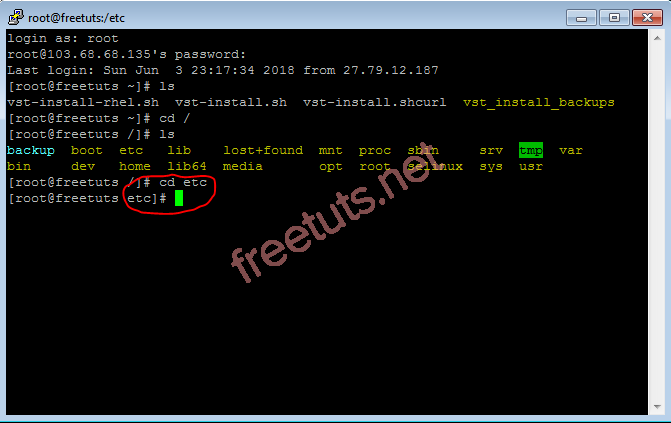 root@freetuts:/etc
login as: root
root@103.68.68.135's password:
Last login: Sun Jun  3 23:17:34 2018 from 27.79.12.187
[root@freetuts ~]# ls
vst-install-rhel.sh  vst-install.sh  vst-install.shcurl  vst_install_backups
[root@freetuts ~]# cd /
[root@freetuts /]# ls
backup  boot  etc   lib    lost+found  mnt  proc  sbin     srv  tmp  var
bin     dev   home  lib64  media       opt  root  selinux  sys  usr
[root@freetuts /]# cd etc
[root@freetuts etc]#
freetuts.net